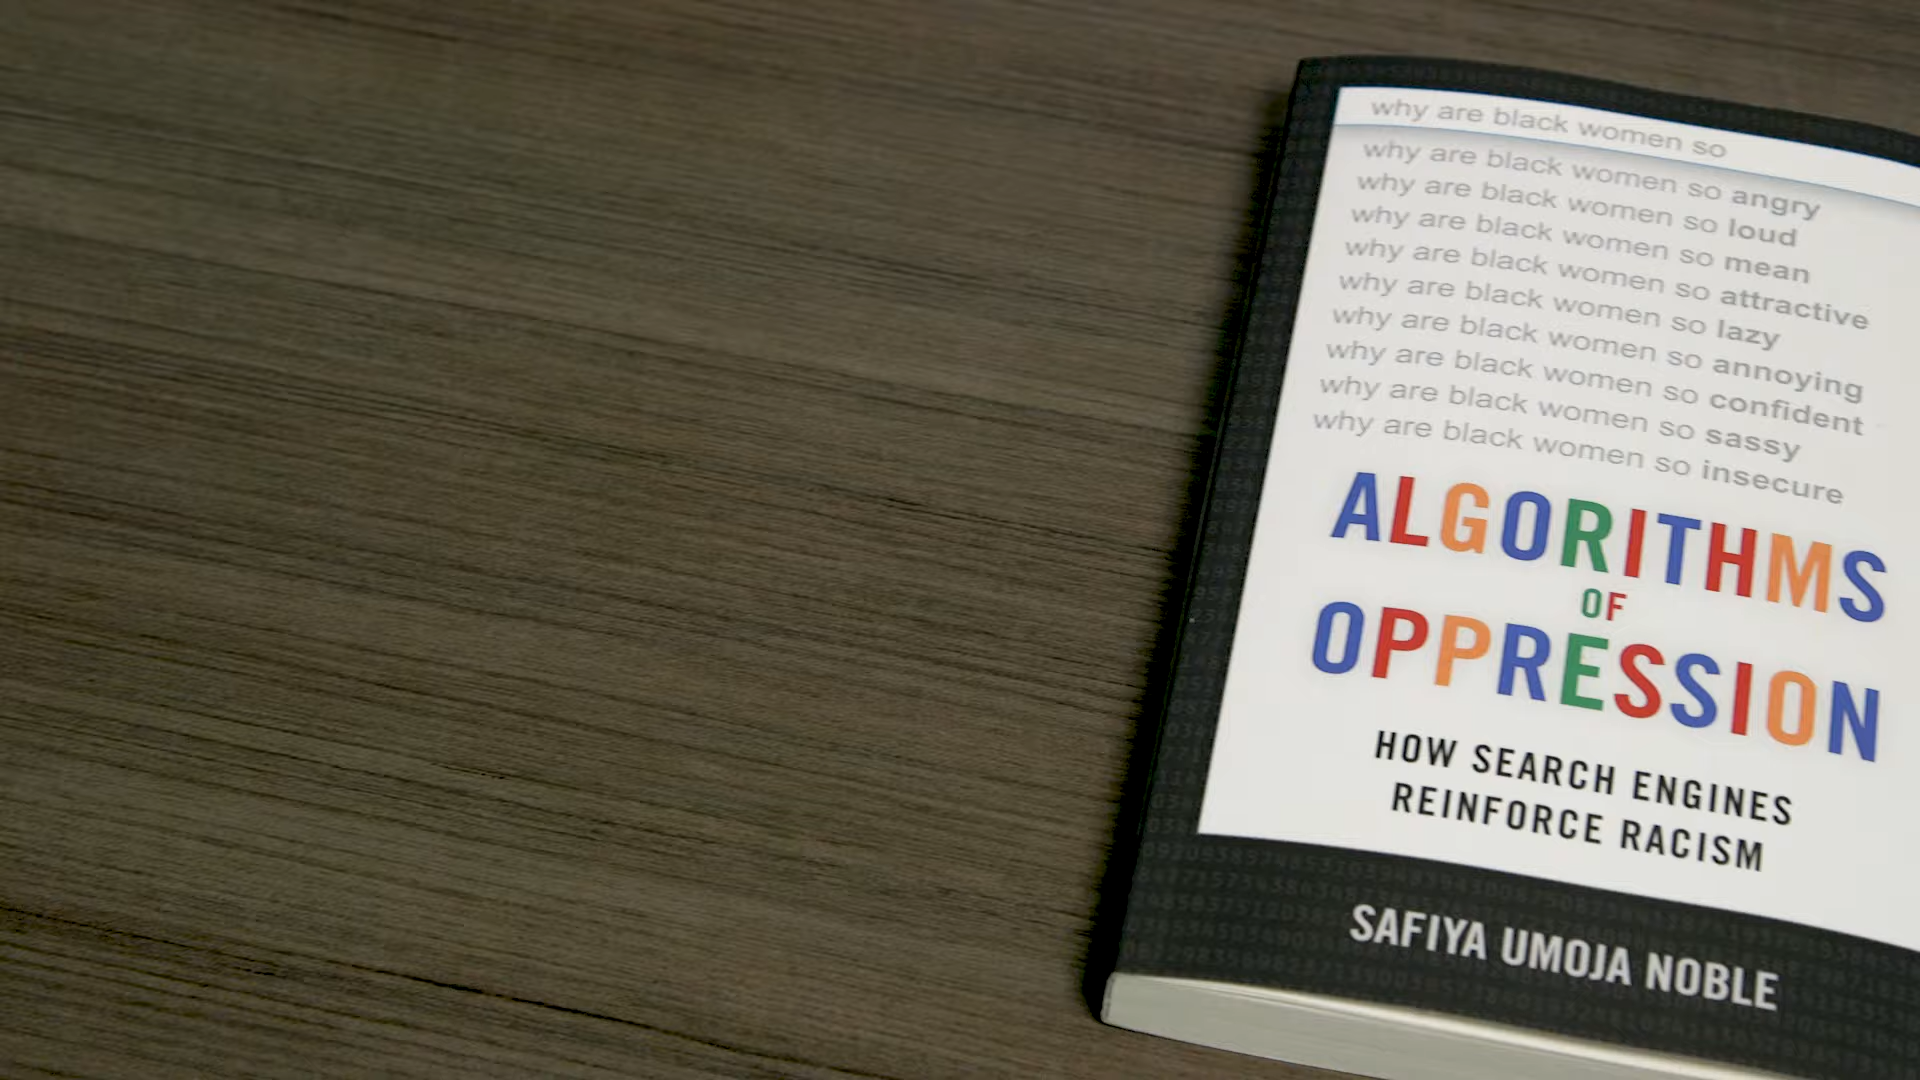 why are black women so
why are black women so angry
why are black women so loud
why are black women so mean
why are black women so attractive
why are black women so lazy
why are black women so annoying
why are black women so confident
why are black women so sassy
why are black women so insecure
ALGORITHMS
OF
OPPRESSION
HOW SEARCH ENGINES
REINFORCE RACISM
SAFIYA UMOJA NOBLE